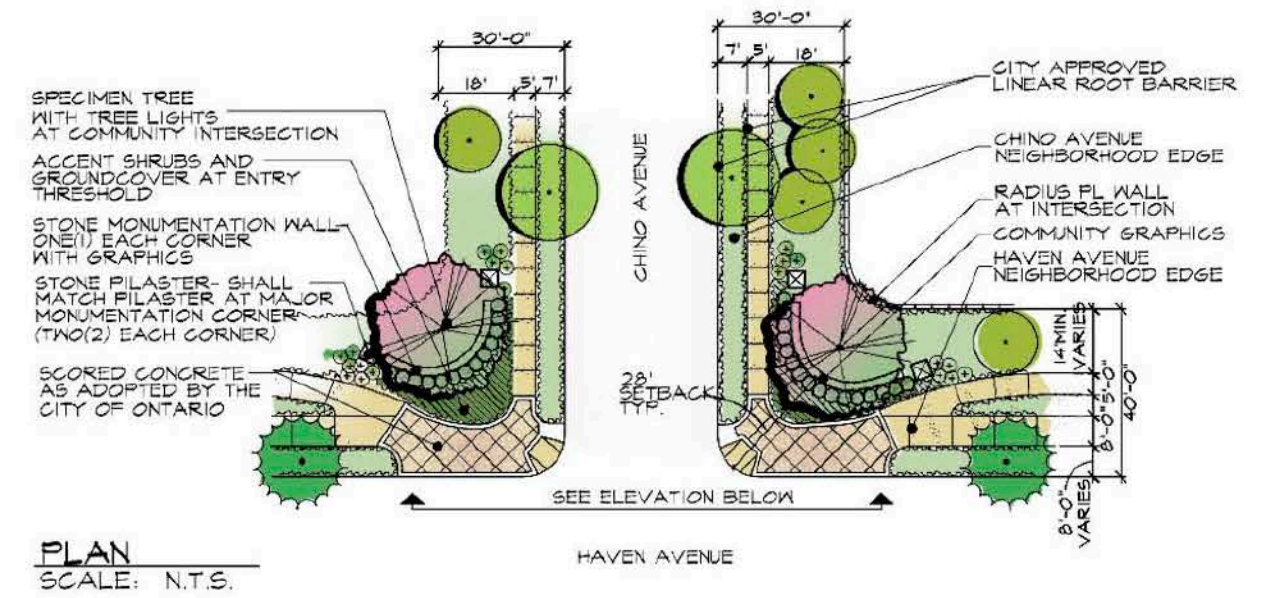 30'-0"
18' 5' 7'
30'-0"
7' 5' 18'
SPECIMEN TREE
WITH TREE LIGHTS
AT COMMUNITY INTERSECTION
ACCENT SHRUBS AND
GROUNDCOVER AT ENTRY
THRESHOLD
STONE MONUMENTATION WALL
ONE(1) EACH CORNER
WITH GRAPHICS
STONE PILASTER- SHALL
MATCH PILASTER AT MAJOR
MONUMENTATION CORNER
(TWO(2) EACH CORNER)
SCORED CONCRETE
AS ADOPTED BY THE
CITY OF ONTARIO
CHINO AVENUE
28'
SETBACK
TYP.
CITY APPROVED
LINEAR ROOT BARRIER
CHINO AVENUE
NEIGHBORHOOD EDGE
RADIUS PL WALL
AT INTERSECTION
COMMUNITY GRAPHICS
HAVEN AVENUE
NEIGHBORHOOD EDGE
14'MIN.
VARIES
5'-0"
8'-0"
40'-0"
8'-0"
VARIES
SEE ELEVATION BELOW
HAVEN AVENUE
PLAN
SCALE: N.T.S.